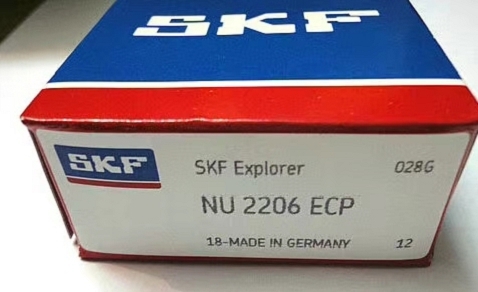 SKF
SKF
SKF Explorer 028G
NU 2206 ECP
18-MADE IN GERMANY 12